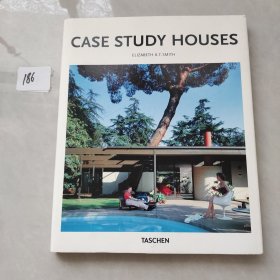 CASE STUDY HOUSES
ELIZABETH A.T. SMITH
186
TASCHEN